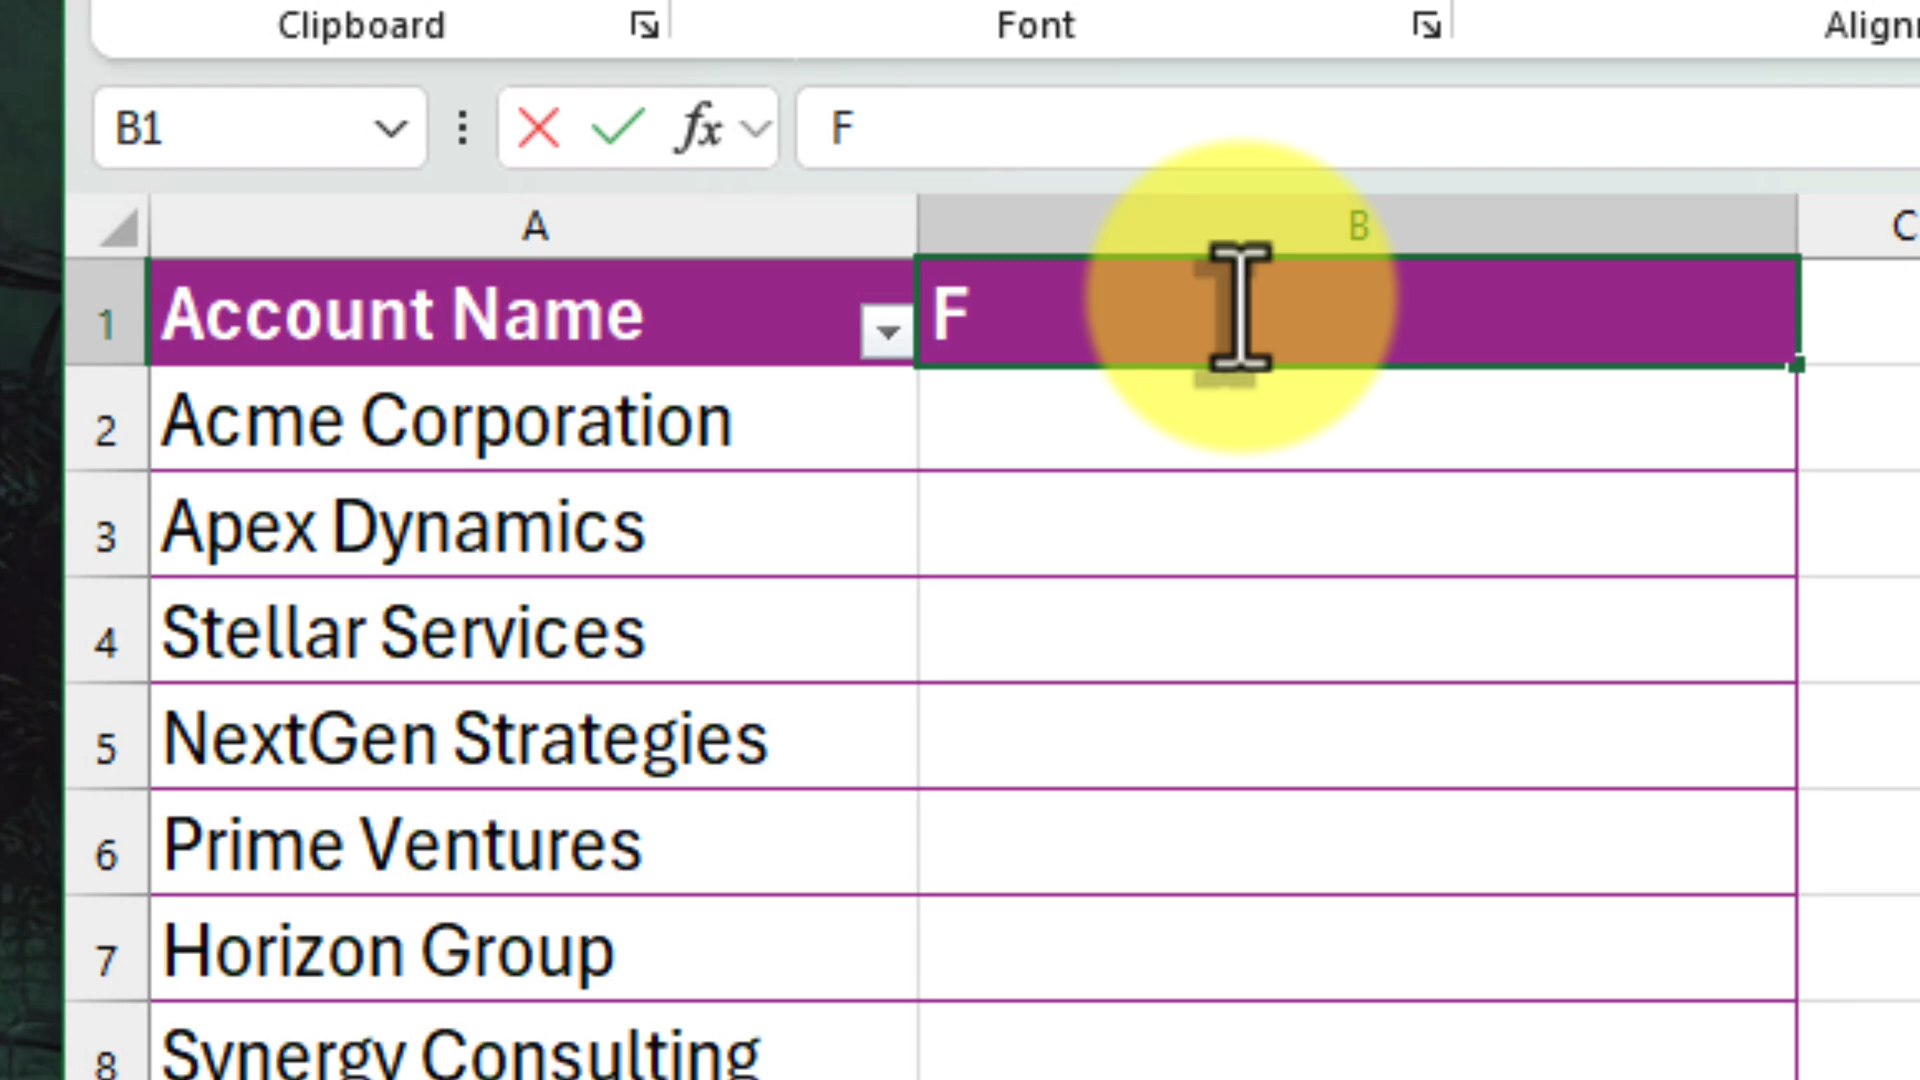 Clipboard Font Alignm
B1 fx F
A B C
1 Account Name F
2 Acme Corporation
3 Apex Dynamics
4 Stellar Services
5 NextGen Strategies
6 Prime Ventures
7 Horizon Group
8 Synergy Consulting